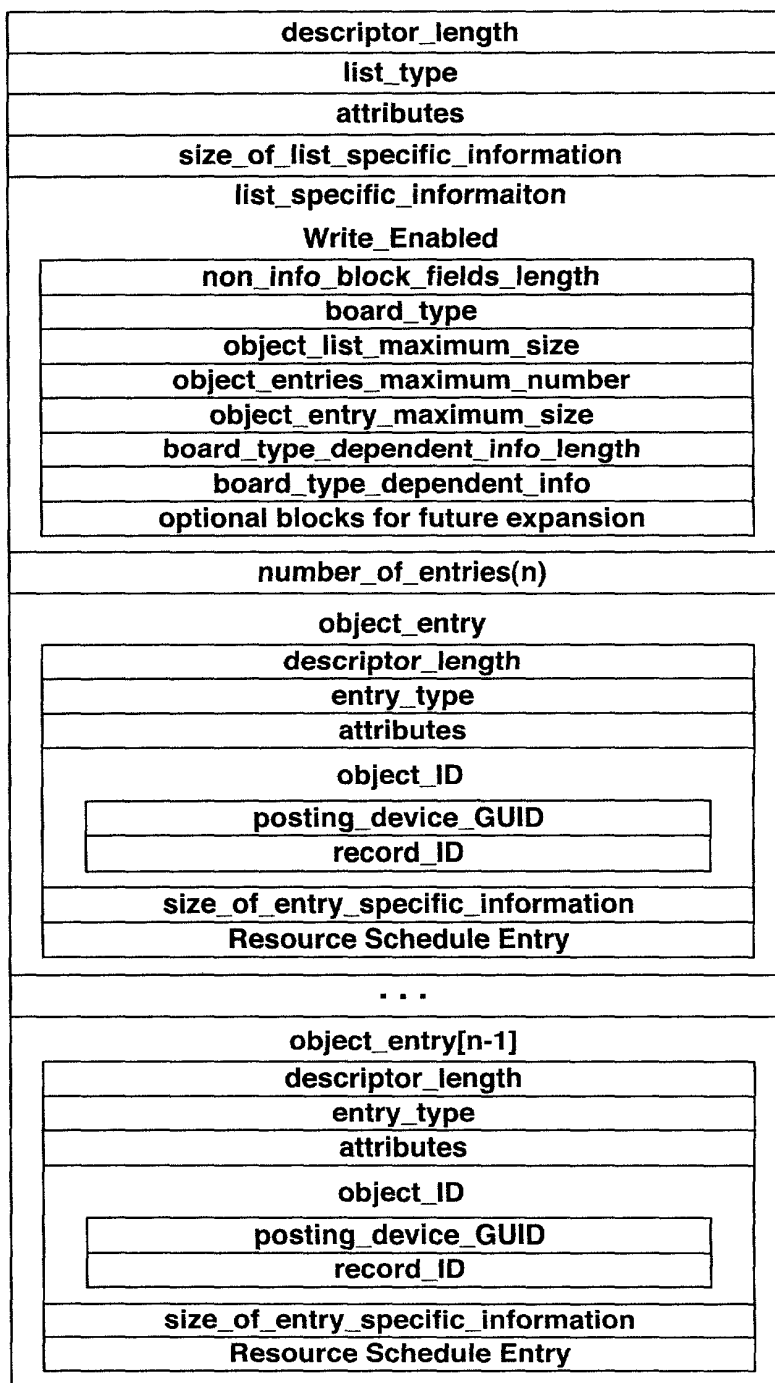 descriptor_length
list_type
attributes
size_of_list_specific_information
list_specific_informaiton
Write_Enabled
non_info_block_fields_length
board_type
object_list_maximum_size
object_entries_maximum_number
object_entry_maximum_size
board_type_dependent_info_length
board_type_dependent_info
optional blocks for future expansion
number_of_entries(n)
object_entry
descriptor_length
entry_type
attributes
object_ID
posting_device_GUID
record_ID
size_of_entry_specific_information
Resource Schedule Entry
. . .
object_entry[n-1]
descriptor_length
entry_type
attributes
object_ID
posting_device_GUID
record_ID
size_of_entry_specific_information
Resource Schedule Entry